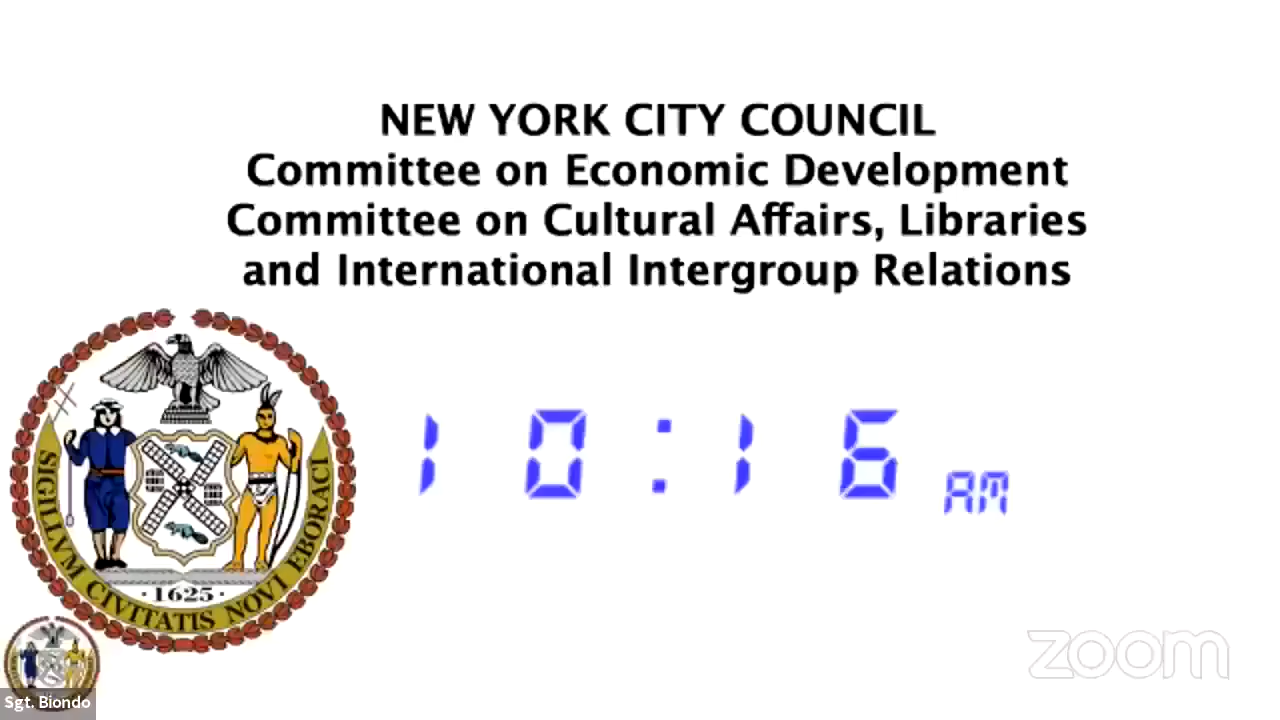 NEW YORK CITY COUNCIL
Committee on Economic Development
Committee on Cultural Affairs, Libraries
and International Intergroup Relations
10:16 AM
SIGILLVM CIVITATIS NOVI EBORACI
·1625·
zoom
Sgt. Biondo